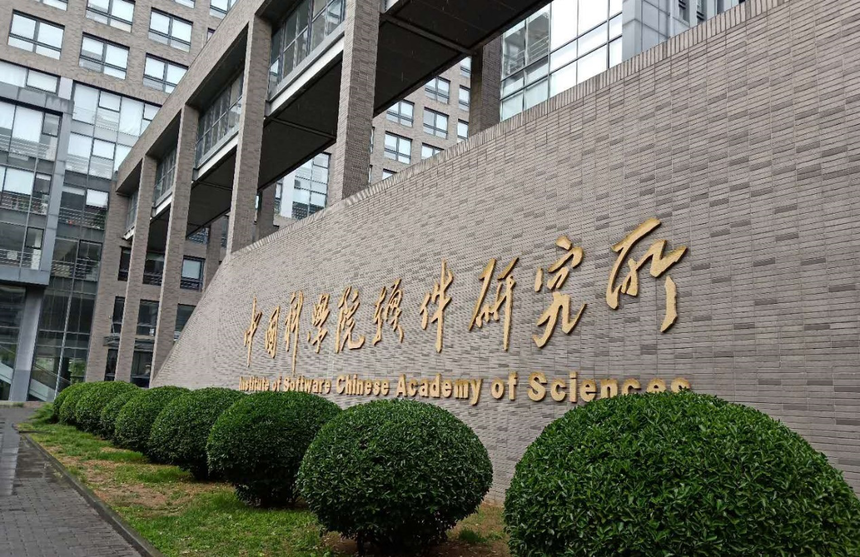 中国科学院软件研究所
Institute of Software Chinese Academy of Sciences